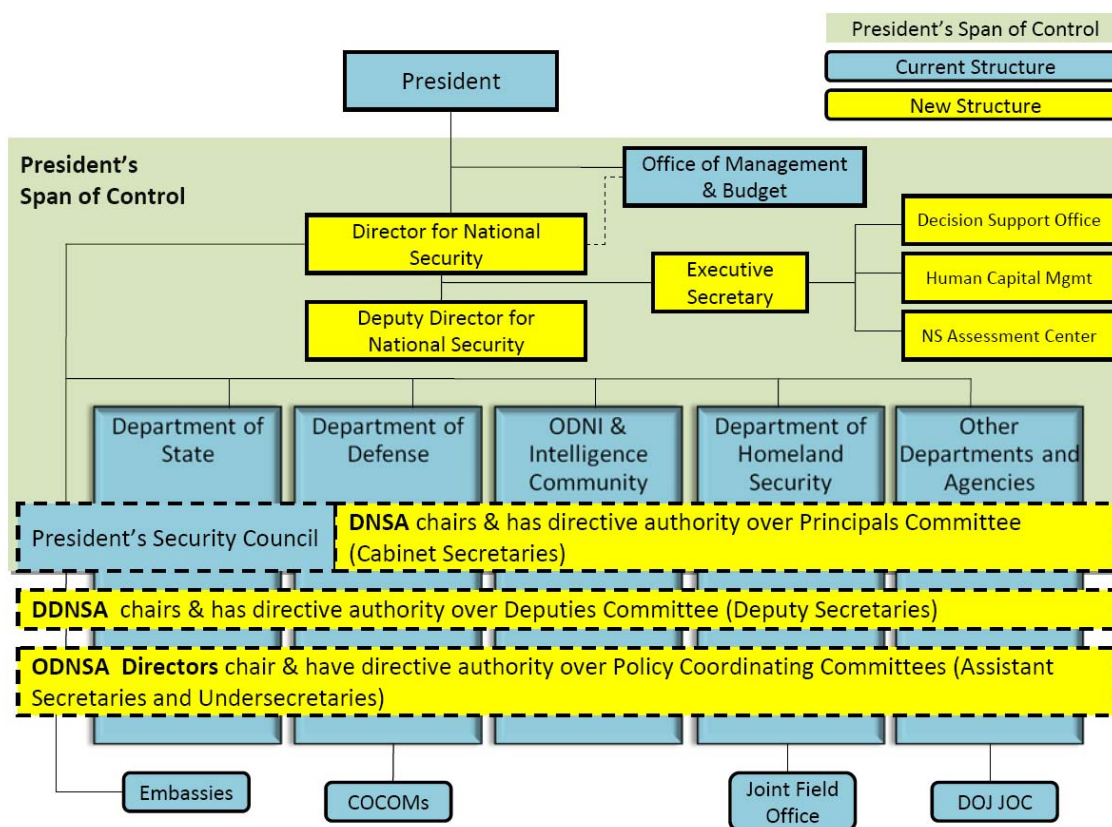 President's Span of Control
Current Structure
New Structure
President
President's
Span of Control
Office of Management
& Budget
Director for National
Security
Executive
Secretary
Decision Support Office
Human Capital Mgmt
NS Assessment Center
Deputy Director for
National Security
Department of
State
Department of
Defense
ODNI &
Intelligence
Community
Department of
Homeland
Security
Other
Departments and
Agencies
President's Security Council
DNSA chairs & has directive authority over Principals Committee
(Cabinet Secretaries)
DDNSA chairs & has directive authority over Deputies Committee (Deputy Secretaries)
ODNSA Directors chair & have directive authority over Policy Coordinating Committees (Assistant
Secretaries and Undersecretaries)
Embassies
COCOMs
Joint Field
Office
DOJ JOC